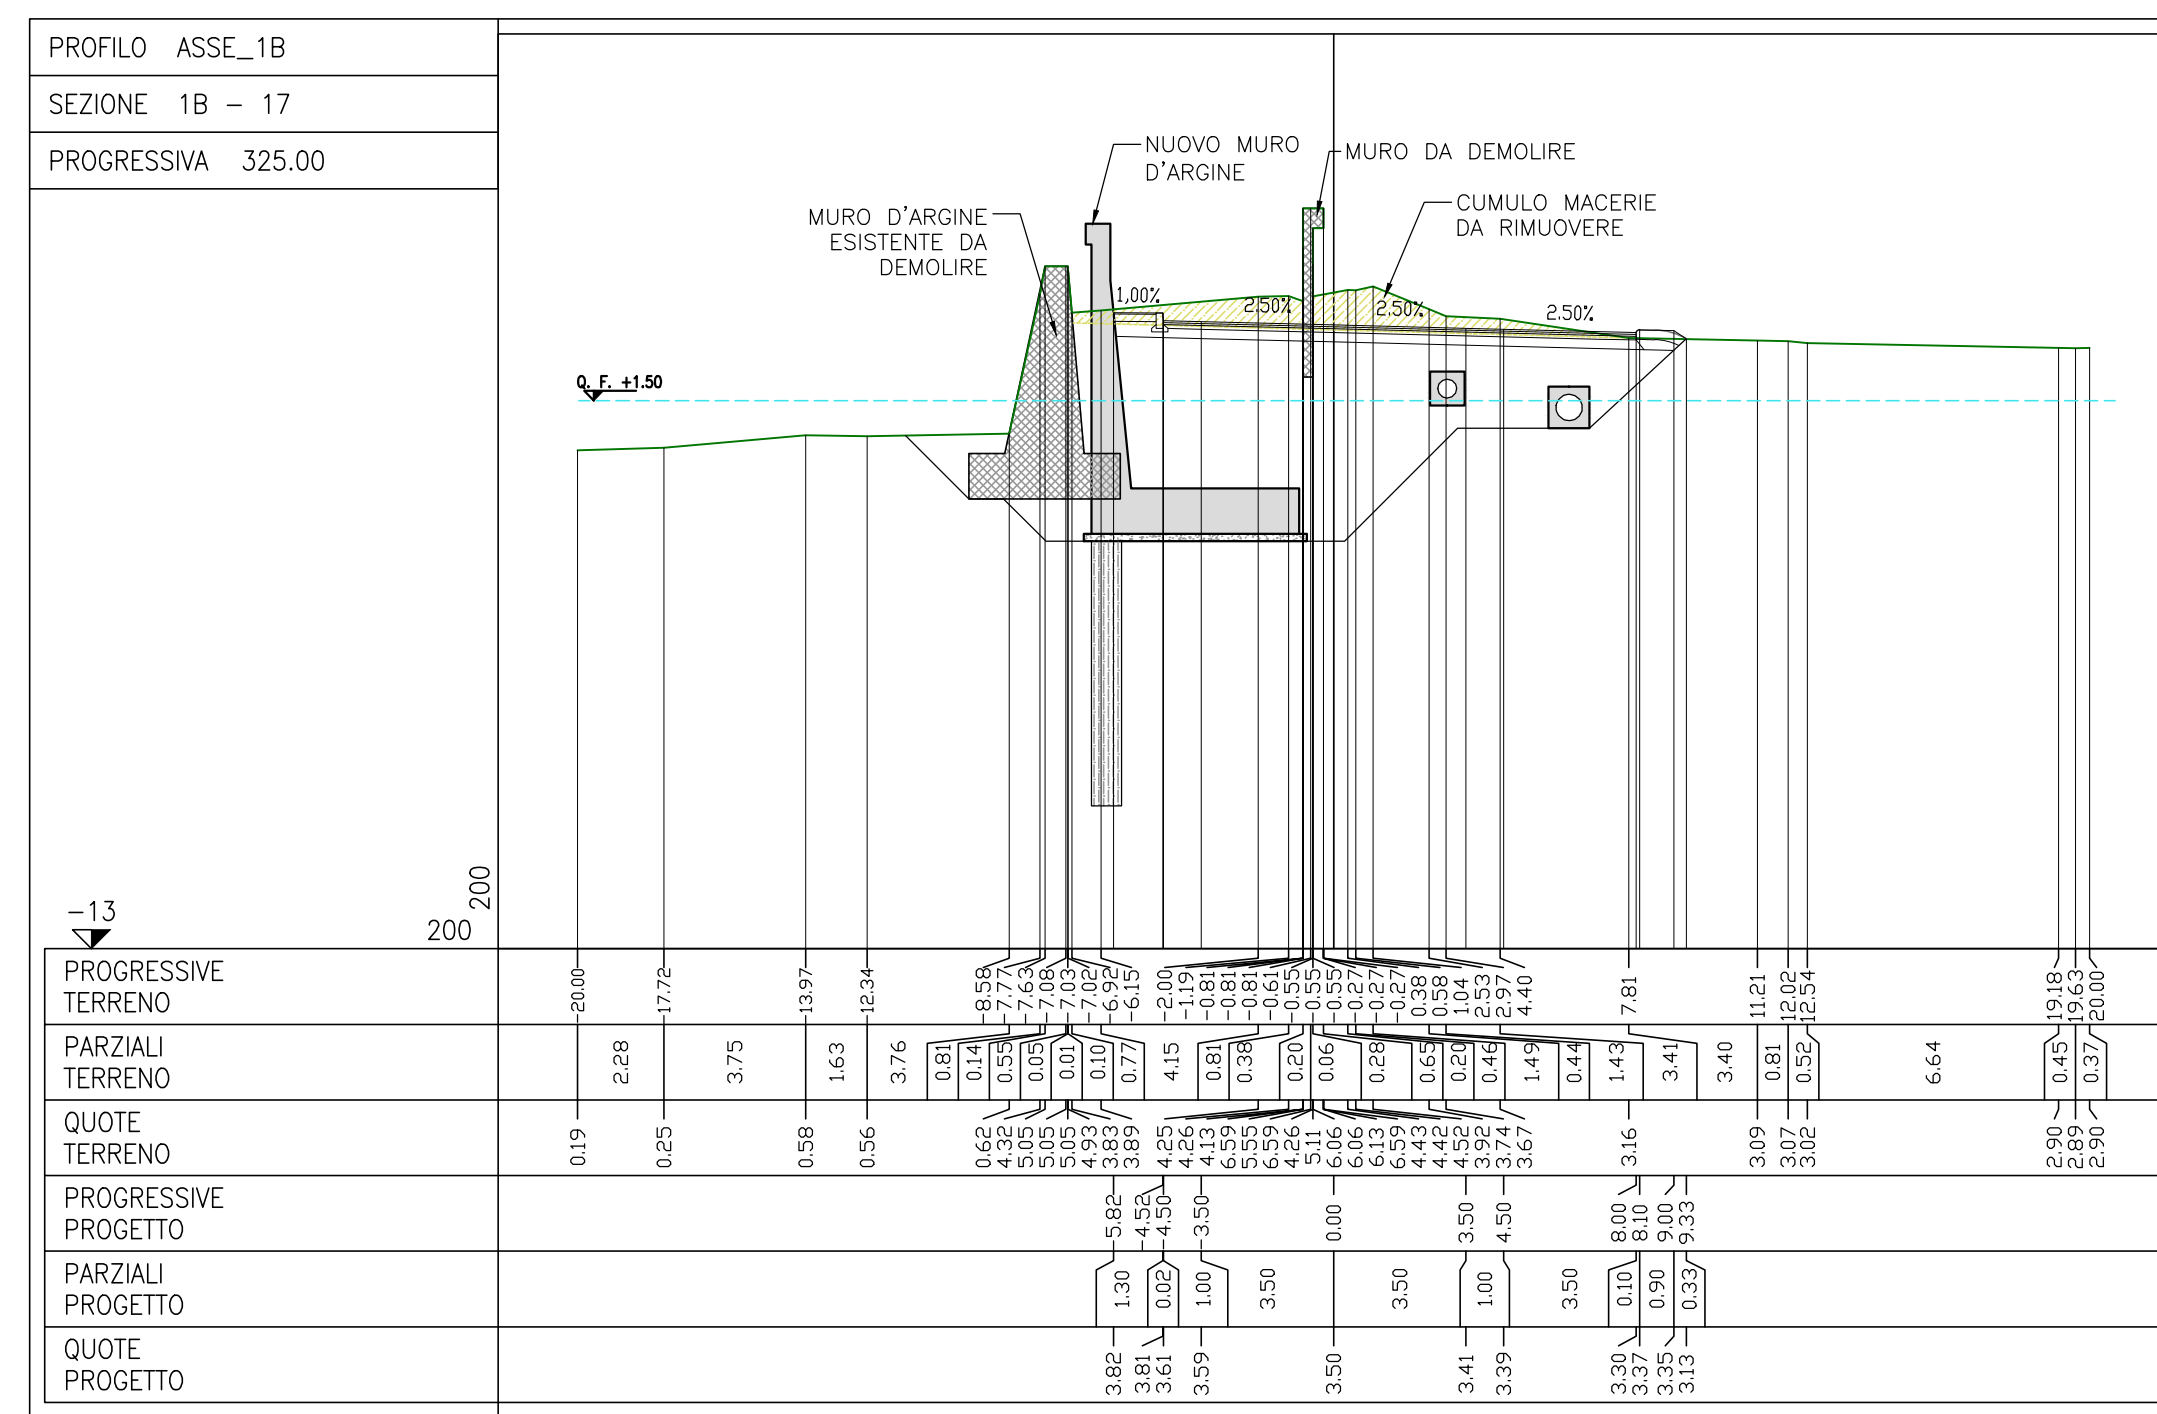 PROFILO ASSE_1B
SEZIONE 1B - 17
PROGRESSIVA 325.00
NUOVO MURO
D'ARGINE
MURO DA DEMOLIRE
MURO D'ARGINE
ESISTENTE DA
DEMOLIRE
CUMULO MACERIE
DA RIMUOVERE
1,00%
2.50%
2.50%
2.50%
Q. F. +1.50
-13
200
200
PROGRESSIVE
TERRENO
-20.00 -17.72 -13.97 -12.34 -8.58 -7.77 -7.63 -7.08 -7.03 -7.02 -6.92 -6.15 -2.00 -1.19 -0.81 -0.81 -0.81 -0.61 -0.55 -0.55 -0.55 -0.27 -0.27 -0.27 0.38 0.58 1.04 2.53 2.97 4.40 7.81 11.21 12.02 12.54 19.18 19.63 20.00
PARZIALI
TERRENO
2.28 3.75 1.63 3.76 0.81 0.14 0.55 0.05 0.01 0.10 0.77 4.15 0.81 0.38 0.20 0.06 0.28 0.65 0.20 0.46 1.49 0.44 1.43 3.41 3.40 0.81 0.52 6.64 0.45 0.37
QUOTE
TERRENO
0.19 0.25 0.58 0.56 0.62 4.32 5.05 5.05 5.05 4.93 3.83 3.89 4.25 4.26 4.13 6.59 5.55 6.59 4.26 5.11 6.06 6.06 6.13 6.59 4.43 4.42 4.52 3.92 3.74 3.67 3.16 3.09 3.07 3.02 2.90 2.89 2.90
PROGRESSIVE
PROGETTO
-5.82 -4.52 -4.50 -3.50 0.00 3.50 4.50 8.00 8.10 9.00 9.33
PARZIALI
PROGETTO
1.30 0.02 1.00 3.50 3.50 1.00 3.50 0.10 0.90 0.33
QUOTE
PROGETTO
3.82 3.81 3.61 3.59 3.50 3.41 3.39 3.30 3.37 3.35 3.13